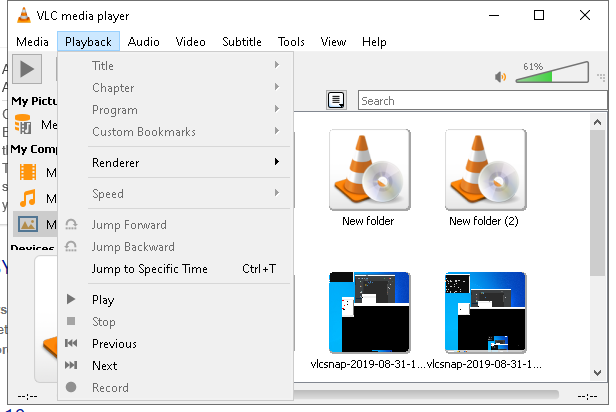 VLC media player
Media Playback Audio Video Subtitle Tools View Help
61%
Title
Chapter
Program
Custom Bookmarks
Renderer
Speed
Jump Forward
Jump Backward
Jump to Specific Time Ctrl+T
Play
Stop
Previous
Next
Record
My Pictu
Me
My Comp
M
M
M
Devices
Search
New folder
New folder (2)
vlcsnap-2019-08-31-1...
vlcsnap-2019-08-31-1...
--:--
--:--